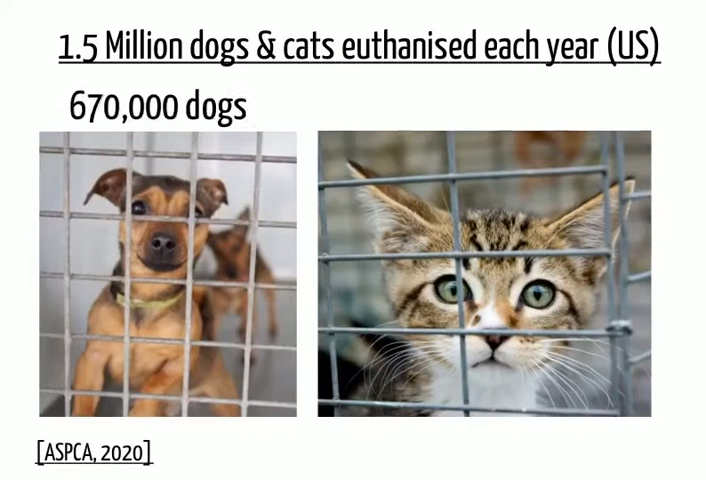 1.5 Million dogs & cats euthanised each year (US)
670,000 dogs
[ASPCA, 2020]